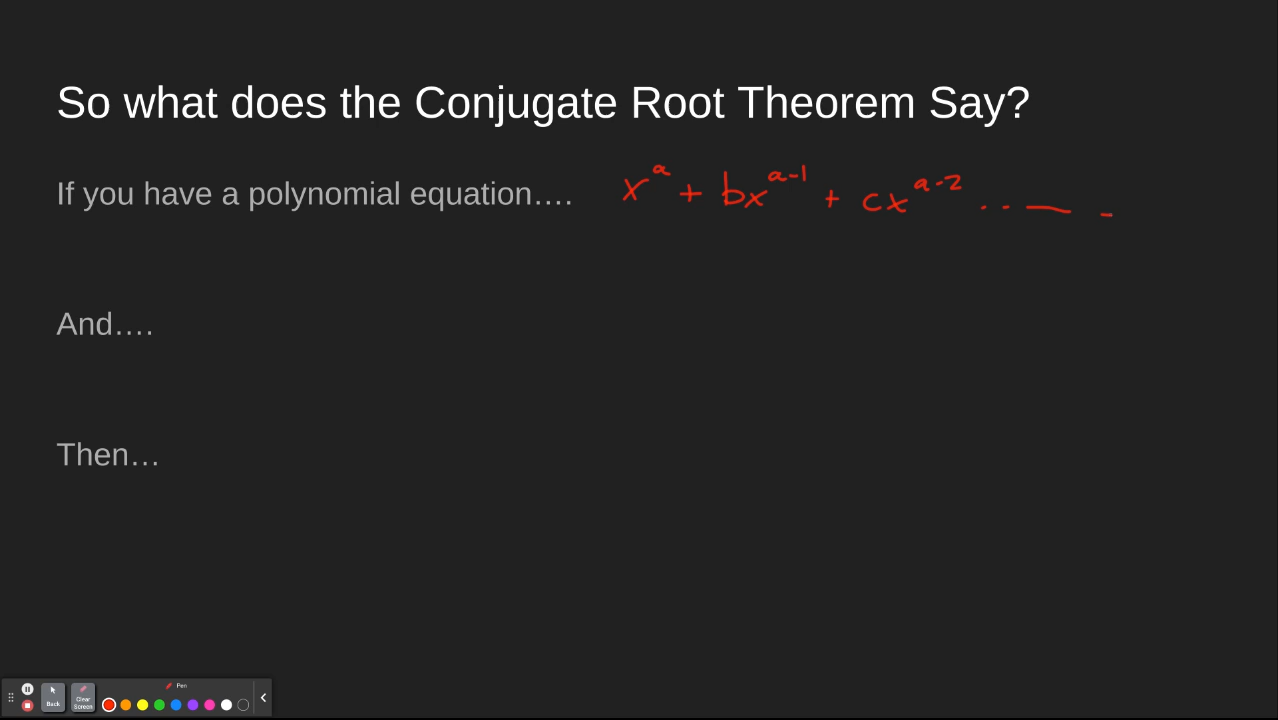 So what does the Conjugate Root Theorem Say?
If you have a polynomial equation…. x^a + bx^(a-1) + cx^(a-2) .. — -
And….
Then…
Pen
Back
Clear
Screen